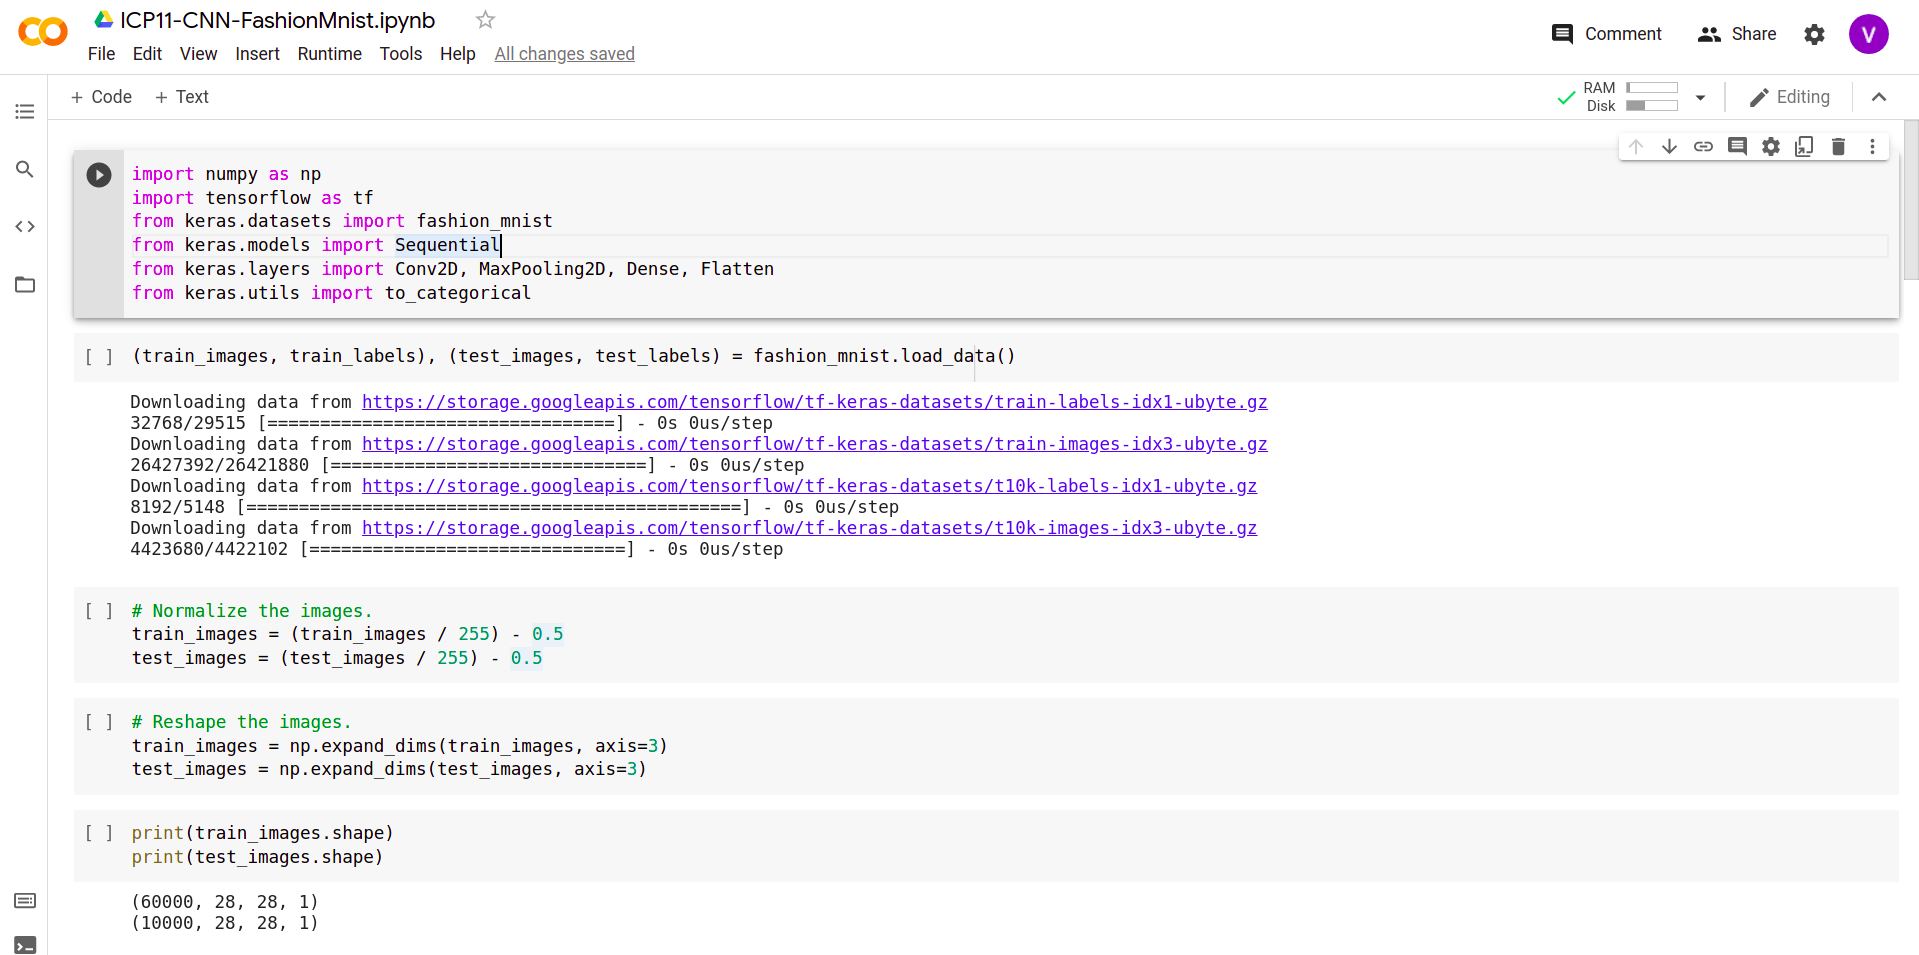 ICP11-CNN-FashionMnist.ipynb
File Edit View Insert Runtime Tools Help All changes saved
Comment Share V
+ Code + Text
RAM
Disk
Editing
import numpy as np
import tensorflow as tf
from keras.datasets import fashion_mnist
from keras.models import Sequential
from keras.layers import Conv2D, MaxPooling2D, Dense, Flatten
from keras.utils import to_categorical
[ ] (train_images, train_labels), (test_images, test_labels) = fashion_mnist.load_data()
Downloading data from https://storage.googleapis.com/tensorflow/tf-keras-datasets/train-labels-idx1-ubyte.gz
32768/29515 [=================================] - 0s 0us/step
Downloading data from https://storage.googleapis.com/tensorflow/tf-keras-datasets/train-images-idx3-ubyte.gz
26427392/26421880 [==============================] - 0s 0us/step
Downloading data from https://storage.googleapis.com/tensorflow/tf-keras-datasets/t10k-labels-idx1-ubyte.gz
8192/5148 [===============================================] - 0s 0us/step
Downloading data from https://storage.googleapis.com/tensorflow/tf-keras-datasets/t10k-images-idx3-ubyte.gz
4423680/4422102 [==============================] - 0s 0us/step
[ ] # Normalize the images.
train_images = (train_images / 255) - 0.5
test_images = (test_images / 255) - 0.5
[ ] # Reshape the images.
train_images = np.expand_dims(train_images, axis=3)
test_images = np.expand_dims(test_images, axis=3)
[ ] print(train_images.shape)
print(test_images.shape)
(60000, 28, 28, 1)
(10000, 28, 28, 1)